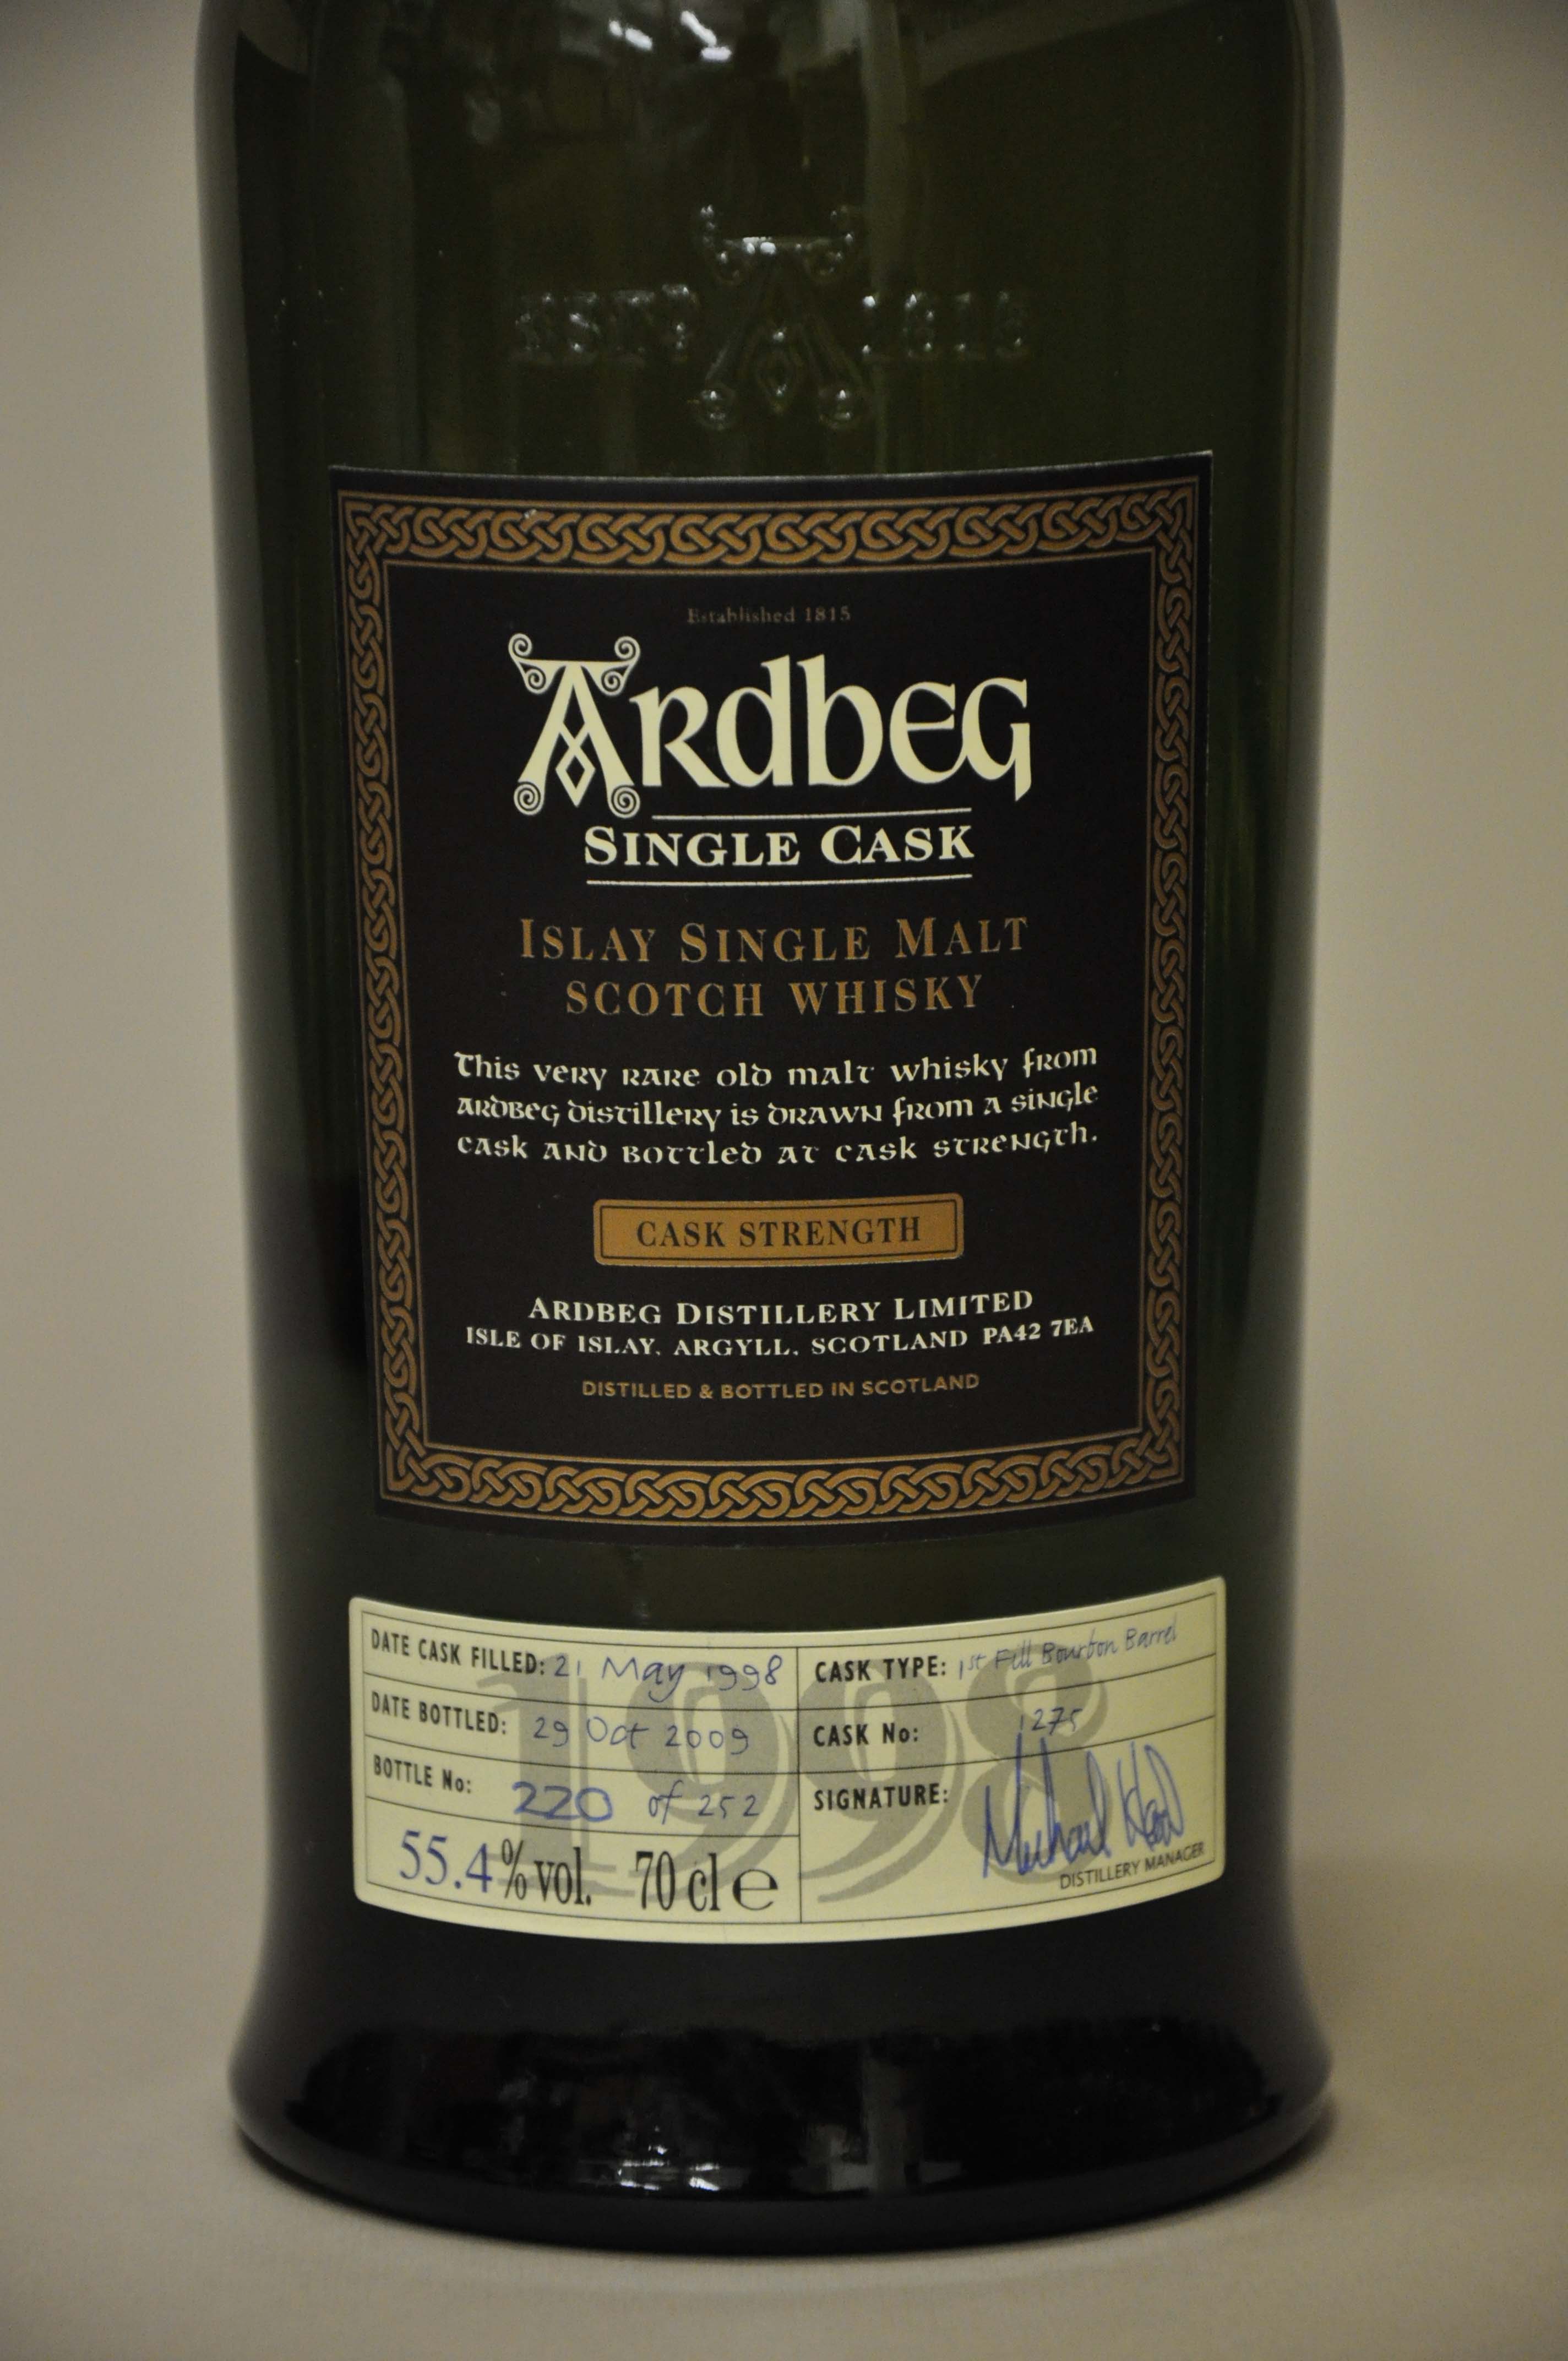 ESTD 1815
Established 1815
Ardbeg
SINGLE CASK
ISLAY SINGLE MALT
SCOTCH WHISKY
This very rare old malt whisky from
Ardbeg distillery is drawn from a single
cask and bottled at cask strength.
CASK STRENGTH
ARDBEG DISTILLERY LIMITED
ISLE OF ISLAY, ARGYLL, SCOTLAND PA42 7EA
DISTILLED & BOTTLED IN SCOTLAND
1998
DATE CASK FILLED: 21 May 1998
DATE BOTTLED: 29 Oct 2009
BOTTLE No: 220 of 252
55.4% vol. 70 cl e
CASK TYPE: 1st Fill Bourbon Barrel
CASK No: 1275
SIGNATURE: Michael Head
DISTILLERY MANAGER